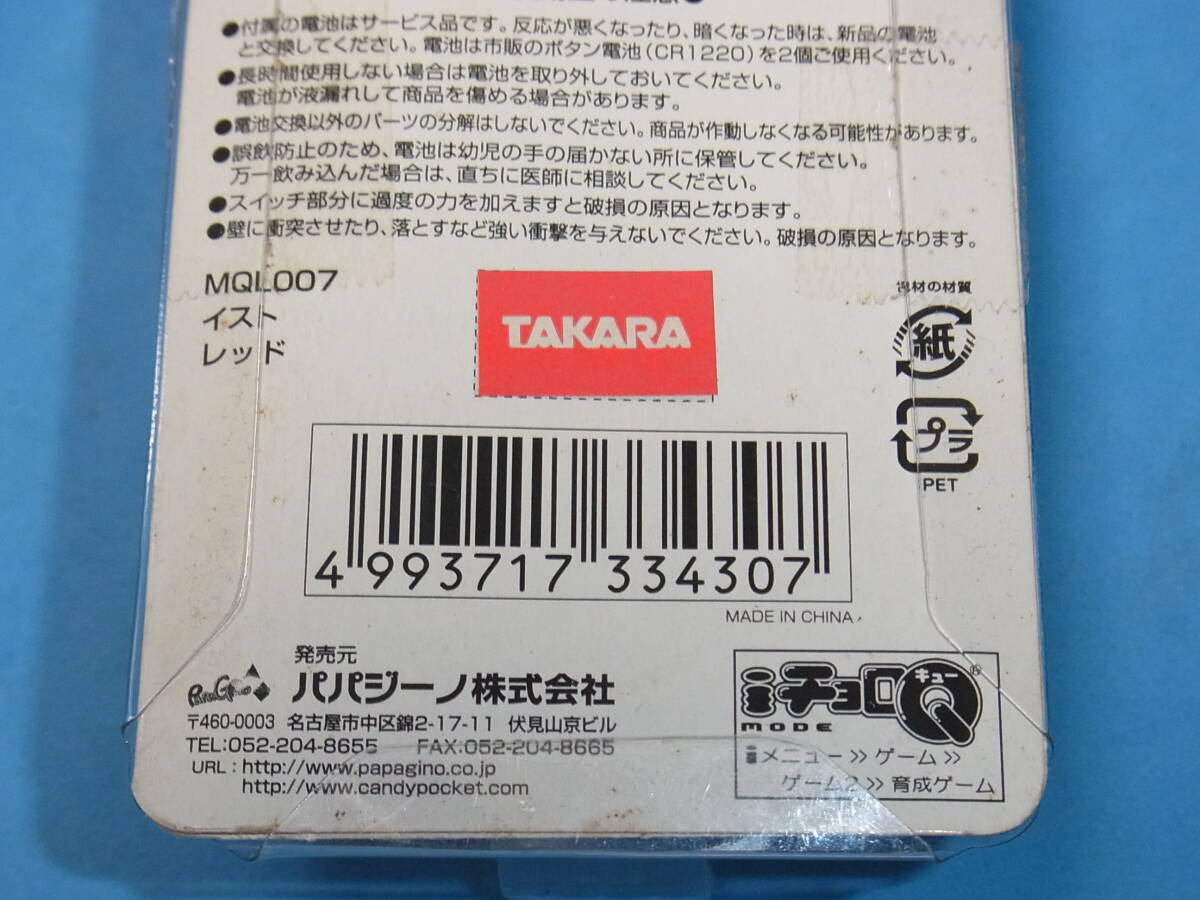 ●付属の電池はサービス品です。反応が悪くなったり、暗くなった時は、新品の電池
と交換してください。電池は市販のボタン電池(CR1220)を2個ご使用ください。
●長時間使用しない場合は電池を取り外しておいてください。
電池が液漏れして商品を傷める場合があります。
●電池交換以外のパーツの分解はしないでください。商品が作動しなくなる可能性があります。
●誤飲防止のため、電池は幼児の手の届かない所に保管してください。
万一飲み込んだ場合は、直ちに医師に相談してください。
●スイッチ部分に過度の力を加えますと破損の原因となります。
●壁に衝突させたり、落とすなど強い衝撃を与えないでください。破損の原因となります。
MQL007
イスト
レッド
TAKARA
包材の材質
紙
プラ
PET
4 993717 334307
MADE IN CHINA
発売元
PapaGino パパジーノ株式会社
〒460-0003 名古屋市中区錦2-17-11 伏見山京ビル
TEL:052-204-8655 FAX:052-204-8665
URL : http://www.papagino.co.jp
http://www.candypocket.com
iチョロQ キュー ®
MODE
iメニュー≫ゲーム≫
ゲーム2≫育成ゲーム